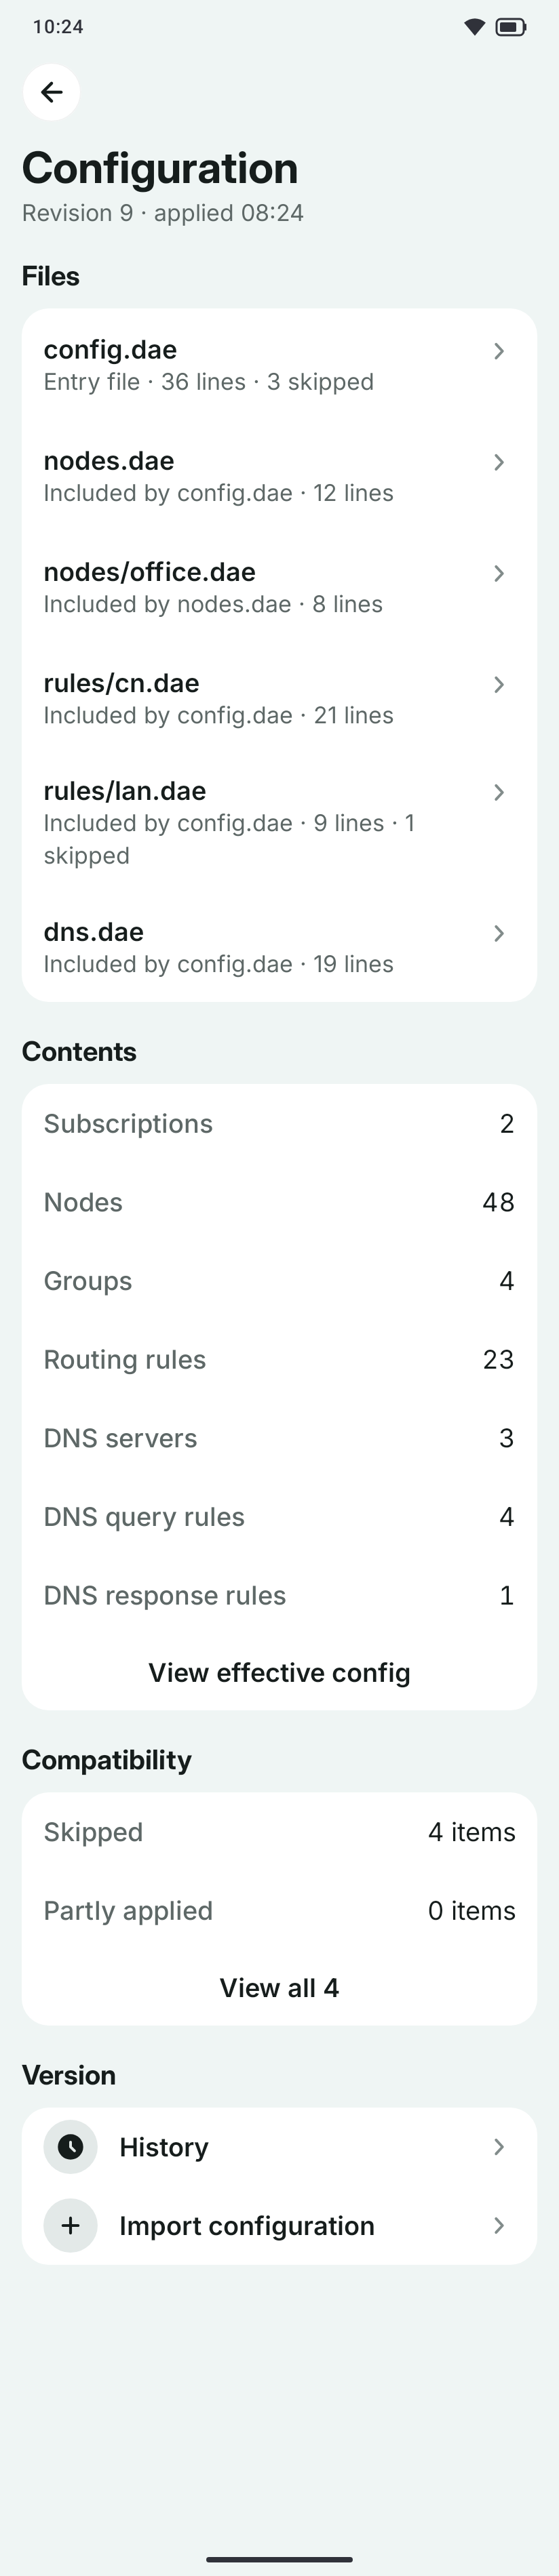 10:24
Configuration
Revision 9 · applied 08:24
Files
config.dae
Entry file · 36 lines · 3 skipped
nodes.dae
Included by config.dae · 12 lines
nodes/office.dae
Included by nodes.dae · 8 lines
rules/cn.dae
Included by config.dae · 21 lines
rules/lan.dae
Included by config.dae · 9 lines · 1
skipped
dns.dae
Included by config.dae · 19 lines
Contents
Subscriptions 2
Nodes 48
Groups 4
Routing rules 23
DNS servers 3
DNS query rules 4
DNS response rules 1
View effective config
Compatibility
Skipped 4 items
Partly applied 0 items
View all 4
Version
History
Import configuration